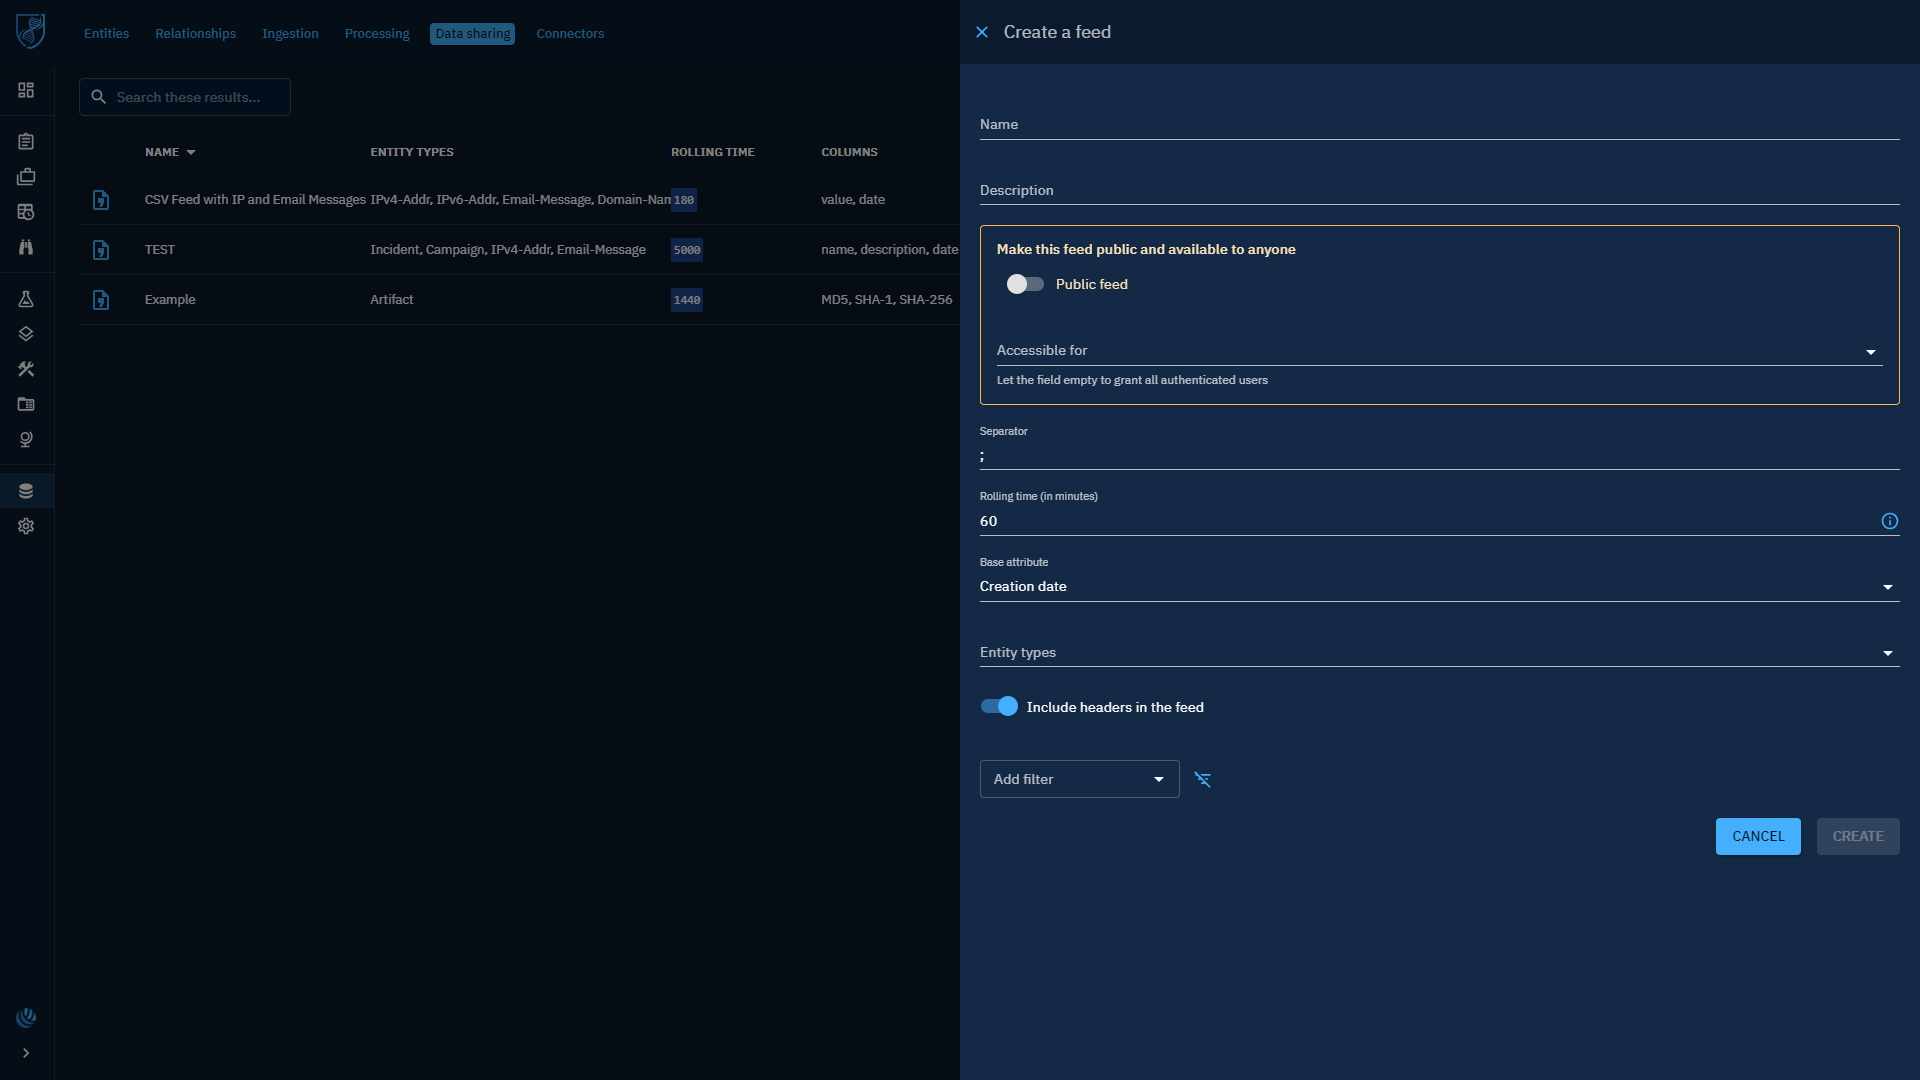 Entities Relationships Ingestion Processing Data sharing Connectors
Search these results...
NAME ENTITY TYPES ROLLING TIME COLUMNS
CSV Feed with IP and Email Messages IPv4-Addr, IPv6-Addr, Email-Message, Domain-Nam 180 value, date
TEST Incident, Campaign, IPv4-Addr, Email-Message 5000 name, description, date
Example Artifact 1440 MD5, SHA-1, SHA-256
Create a feed
Name
Description
Make this feed public and available to anyone
Public feed
Accessible for
Let the field empty to grant all authenticated users
Separator
;
Rolling time (in minutes)
60
Base attribute
Creation date
Entity types
Include headers in the feed
Add filter
CANCEL CREATE